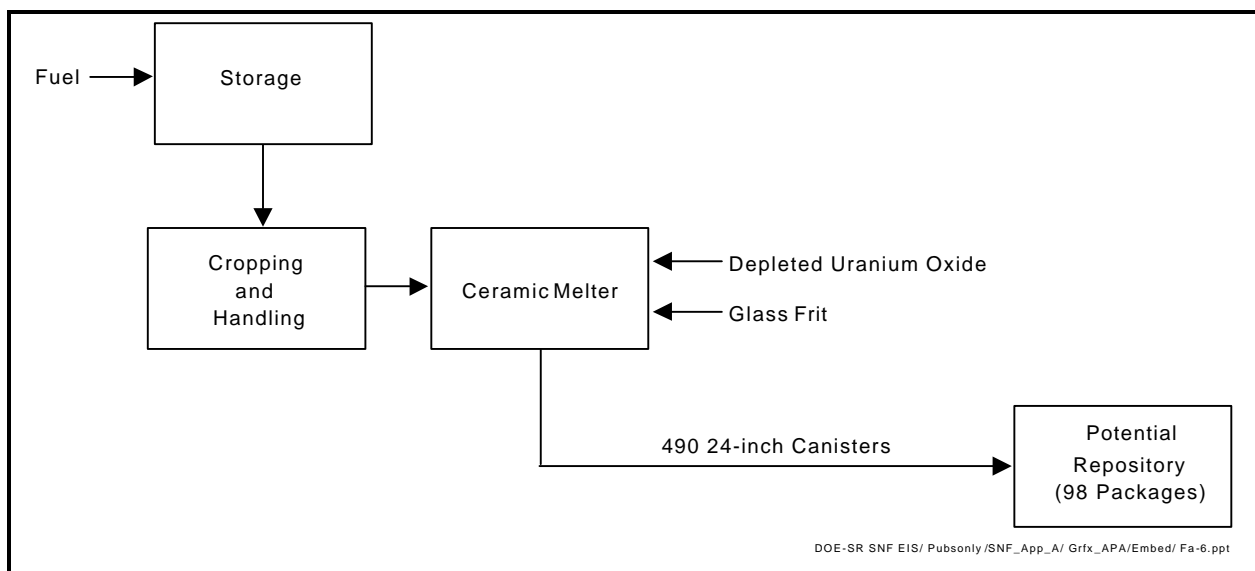 Fuel
Storage
Cropping
and
Handling
Ceramic Melter
Depleted Uranium Oxide
Glass Frit
490 24-inch Canisters
Potential
Repository
(98 Packages)
DOE-SR SNF EIS/ Pubsonly /SNF_App_A/ Grfx_APA/Embed/ Fa-6.ppt